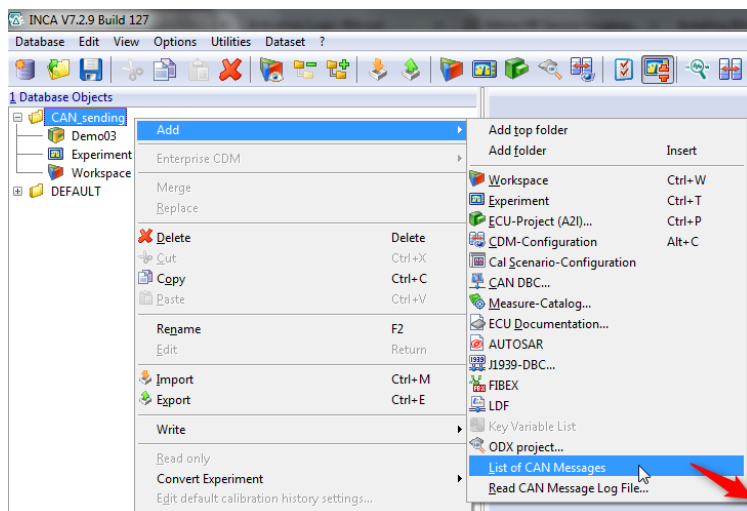 INCA V7.2.9 Build 127
Database Edit View Options Utilities Dataset ?
1 Database Objects
CAN_sending
Demo03
Experiment
Workspace
DEFAULT
Add
Enterprise CDM
Merge
Replace
Delete Delete
Cut Ctrl+X
Copy Ctrl+C
Paste Ctrl+V
Rename F2
Edit Return
Import Ctrl+M
Export Ctrl+E
Write
Read only
Convert Experiment
Edit default calibration history settings...
Add top folder
Add folder Insert
Workspace Ctrl+W
Experiment Ctrl+T
ECU-Project (A2I)... Ctrl+P
CDM-Configuration Alt+C
Cal Scenario-Configuration
CAN DBC...
Measure-Catalog...
ECU Documentation...
AUTOSAR
J1939-DBC...
FIBEX
LDF
Key Variable List
ODX project...
List of CAN Messages
Read CAN Message Log File...